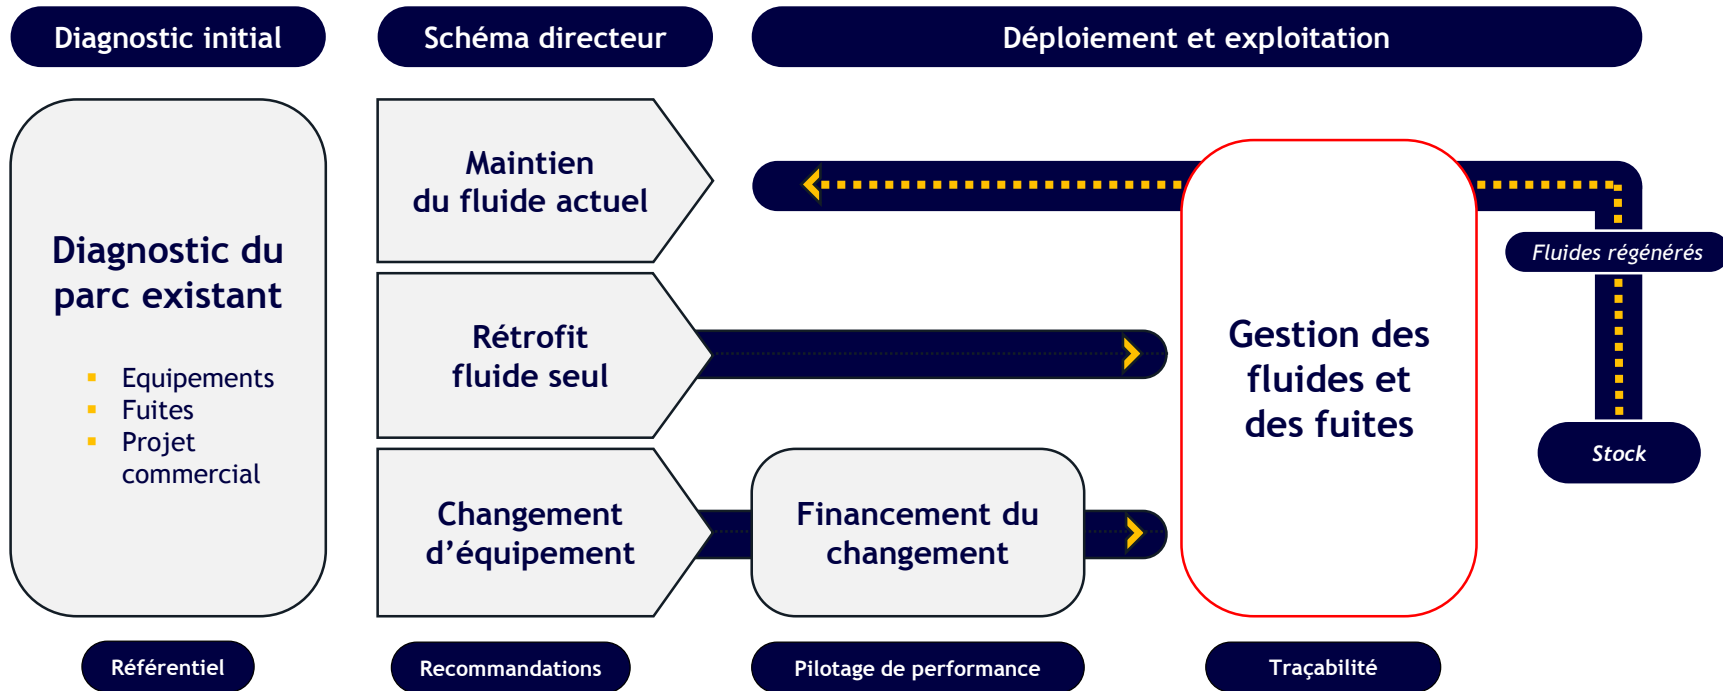 Diagnostic initial
Schéma directeur
Déploiement et exploitation
Diagnostic du
parc existant
Equipements
Fuites
Projet
commercial
Maintien
du fluide actuel
Rétrofit
fluide seul
Changement
d’équipement
Financement du
changement
Gestion des
fluides et
des fuites
Fluides régénérés
Stock
Référentiel
Recommandations
Pilotage de performance
Traçabilité